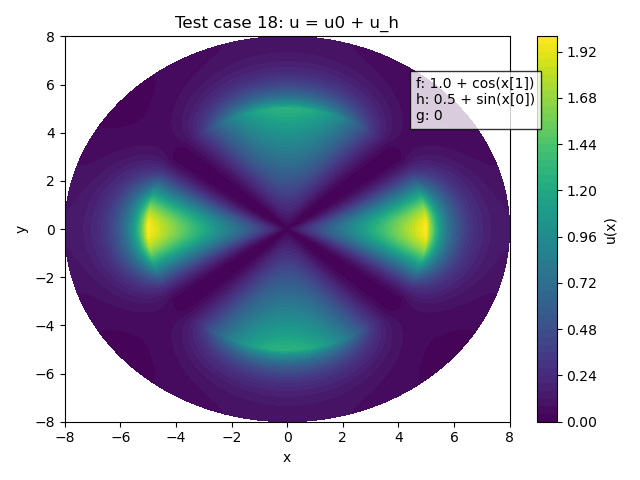 Test case 18: u = u0 + u_h
f: 1.0 + cos(x[1])
h: 0.5 + sin(x[0])
g: 0
8
6
4
2
0
−2
−4
−6
−8
y
−8 −6 −4 −2 0 2 4 6 8
x
1.92
1.68
1.44
1.20
0.96
0.72
0.48
0.24
0.00
u(x)